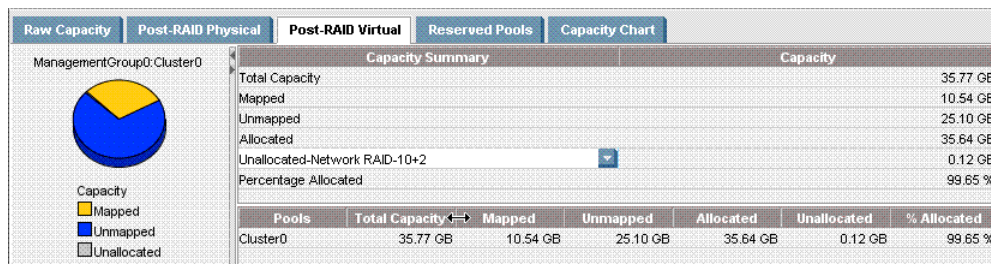 Raw Capacity Post-RAID Physical Post-RAID Virtual Reserved Pools Capacity Chart
ManagementGroup0:Cluster0
Capacity
Mapped
Unmapped
Unallocated
Capacity Summary Capacity
Total Capacity 35.77 GB
Mapped 10.54 GB
Unmapped 25.10 GB
Allocated 35.64 GB
Unallocated-Network RAID-10+2 0.12 GB
Percentage Allocated 99.65 %
Pools Total Capacity Mapped Unmapped Allocated Unallocated % Allocated
Cluster0 35.77 GB 10.54 GB 25.10 GB 35.64 GB 0.12 GB 99.65 %